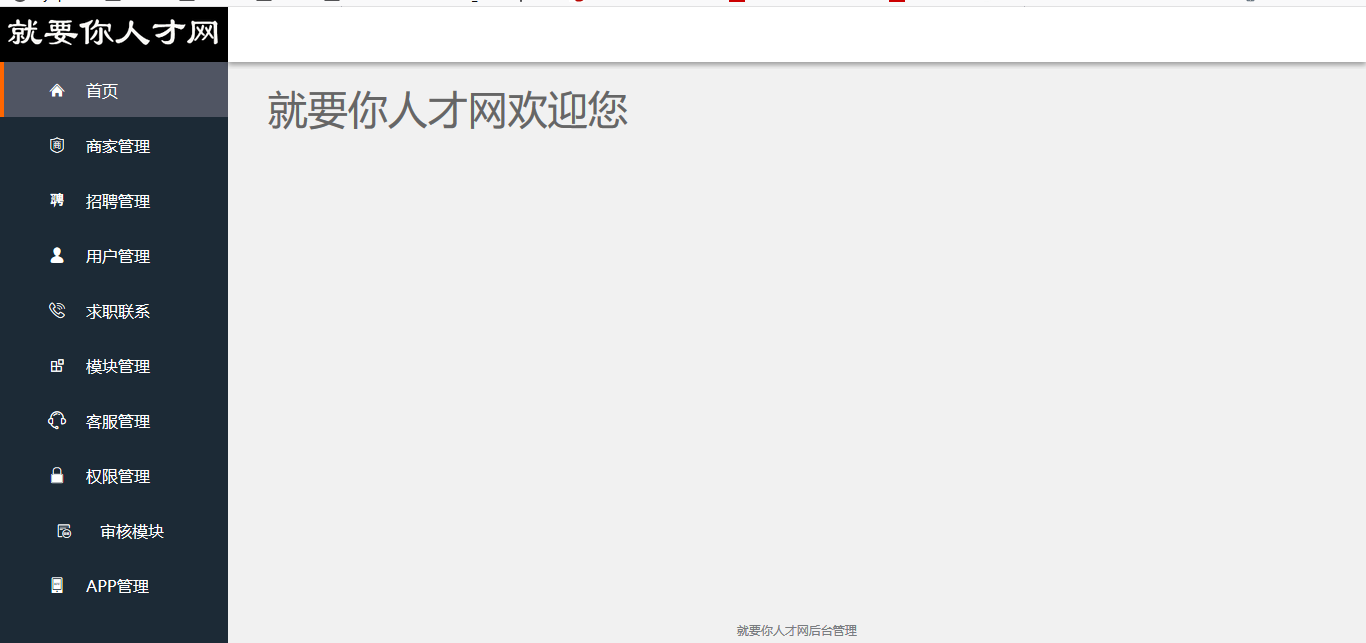 就要你人才网
首页
商家管理
招聘管理
用户管理
求职联系
模块管理
客服管理
权限管理
审核模块
APP管理
就要你人才网欢迎您
就要你人才网后台管理